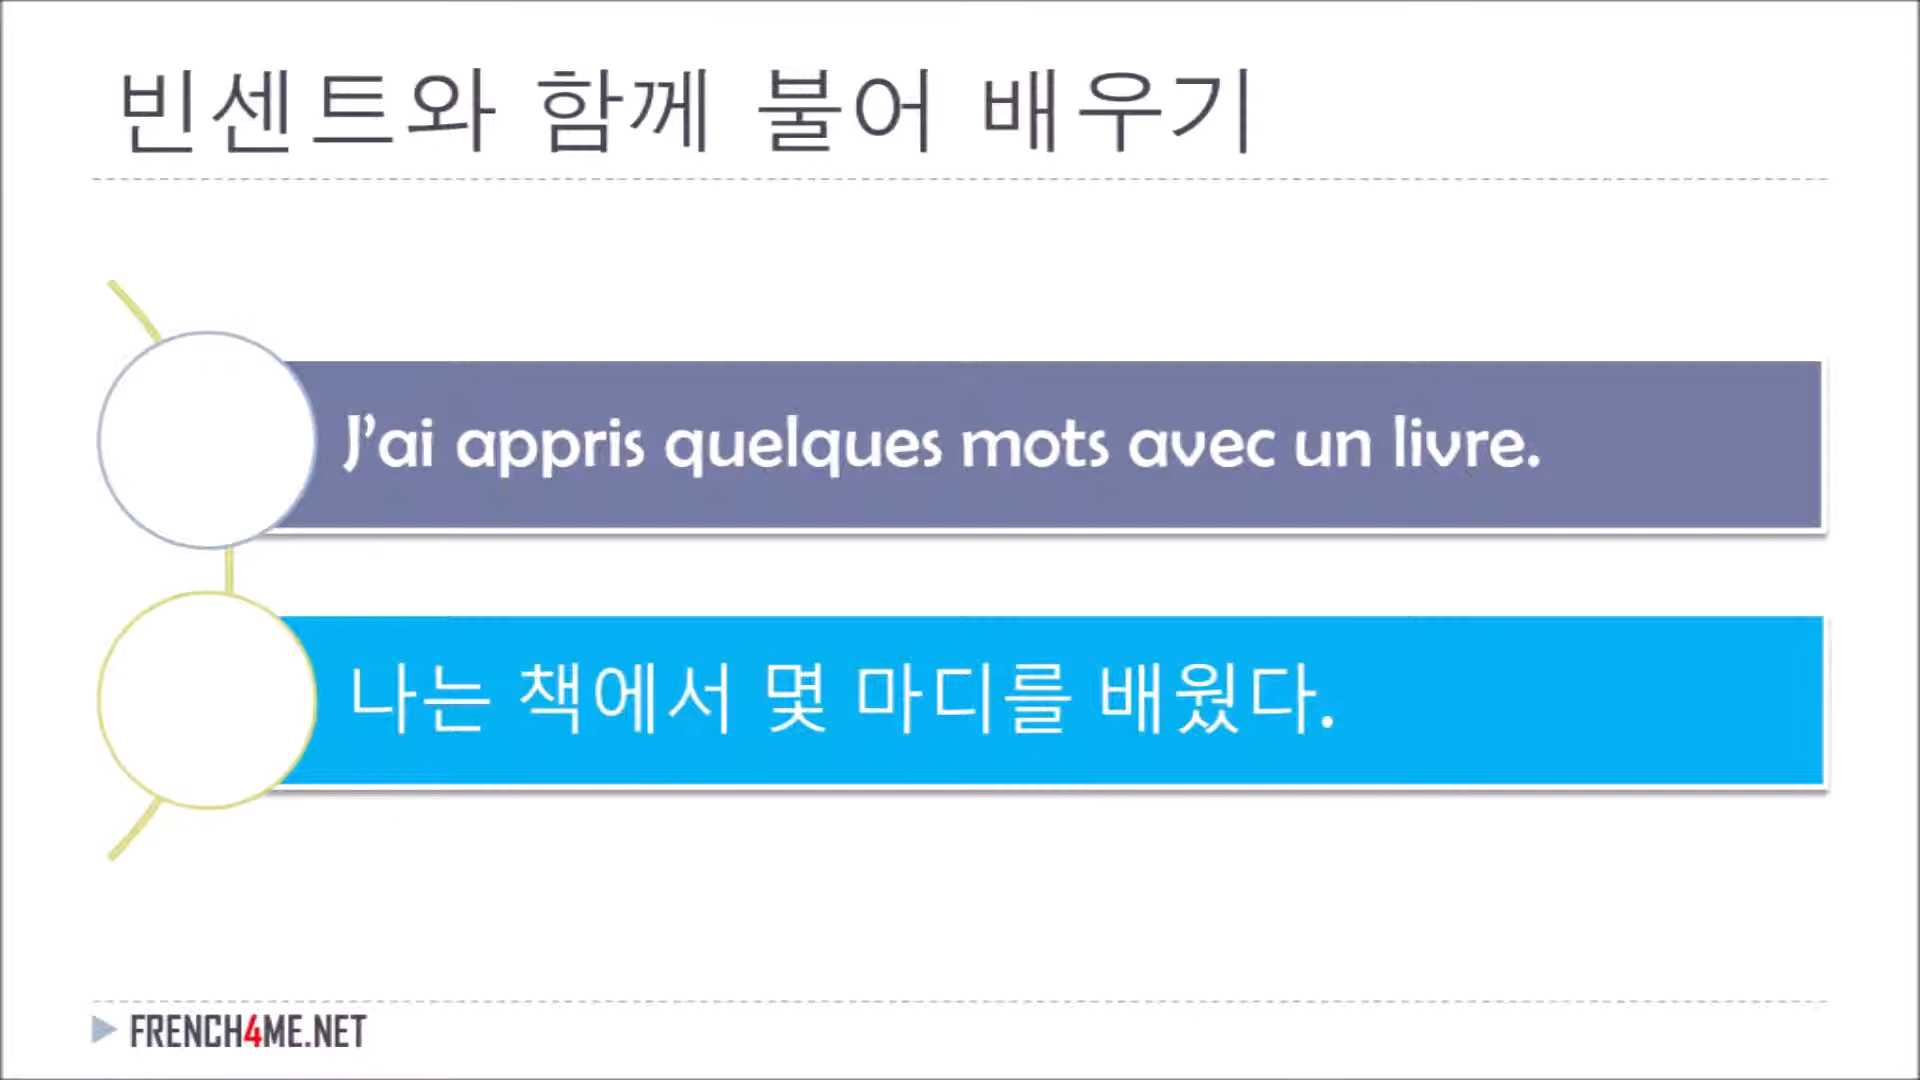 빈센트와 함께 불어 배우기
J’ai appris quelques mots avec un livre.
나는 책에서 몇 마디를 배웠다.
FRENCH4ME.NET